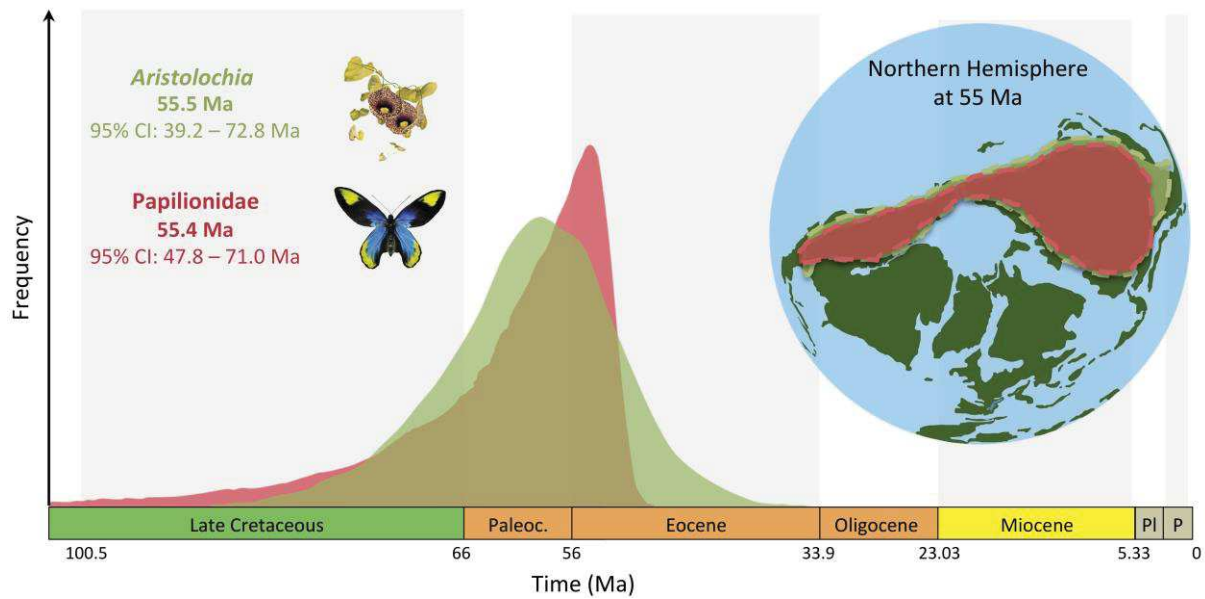 Aristolochia
55.5 Ma
95% CI: 39.2 – 72.8 Ma
Papilionidae
55.4 Ma
95% CI: 47.8 – 71.0 Ma
Northern Hemisphere
at 55 Ma
Frequency
Late Cretaceous
Paleoc.
Eocene
Oligocene
Miocene
Pl
P
100.5
66
56
33.9
23.03
5.33
0
Time (Ma)